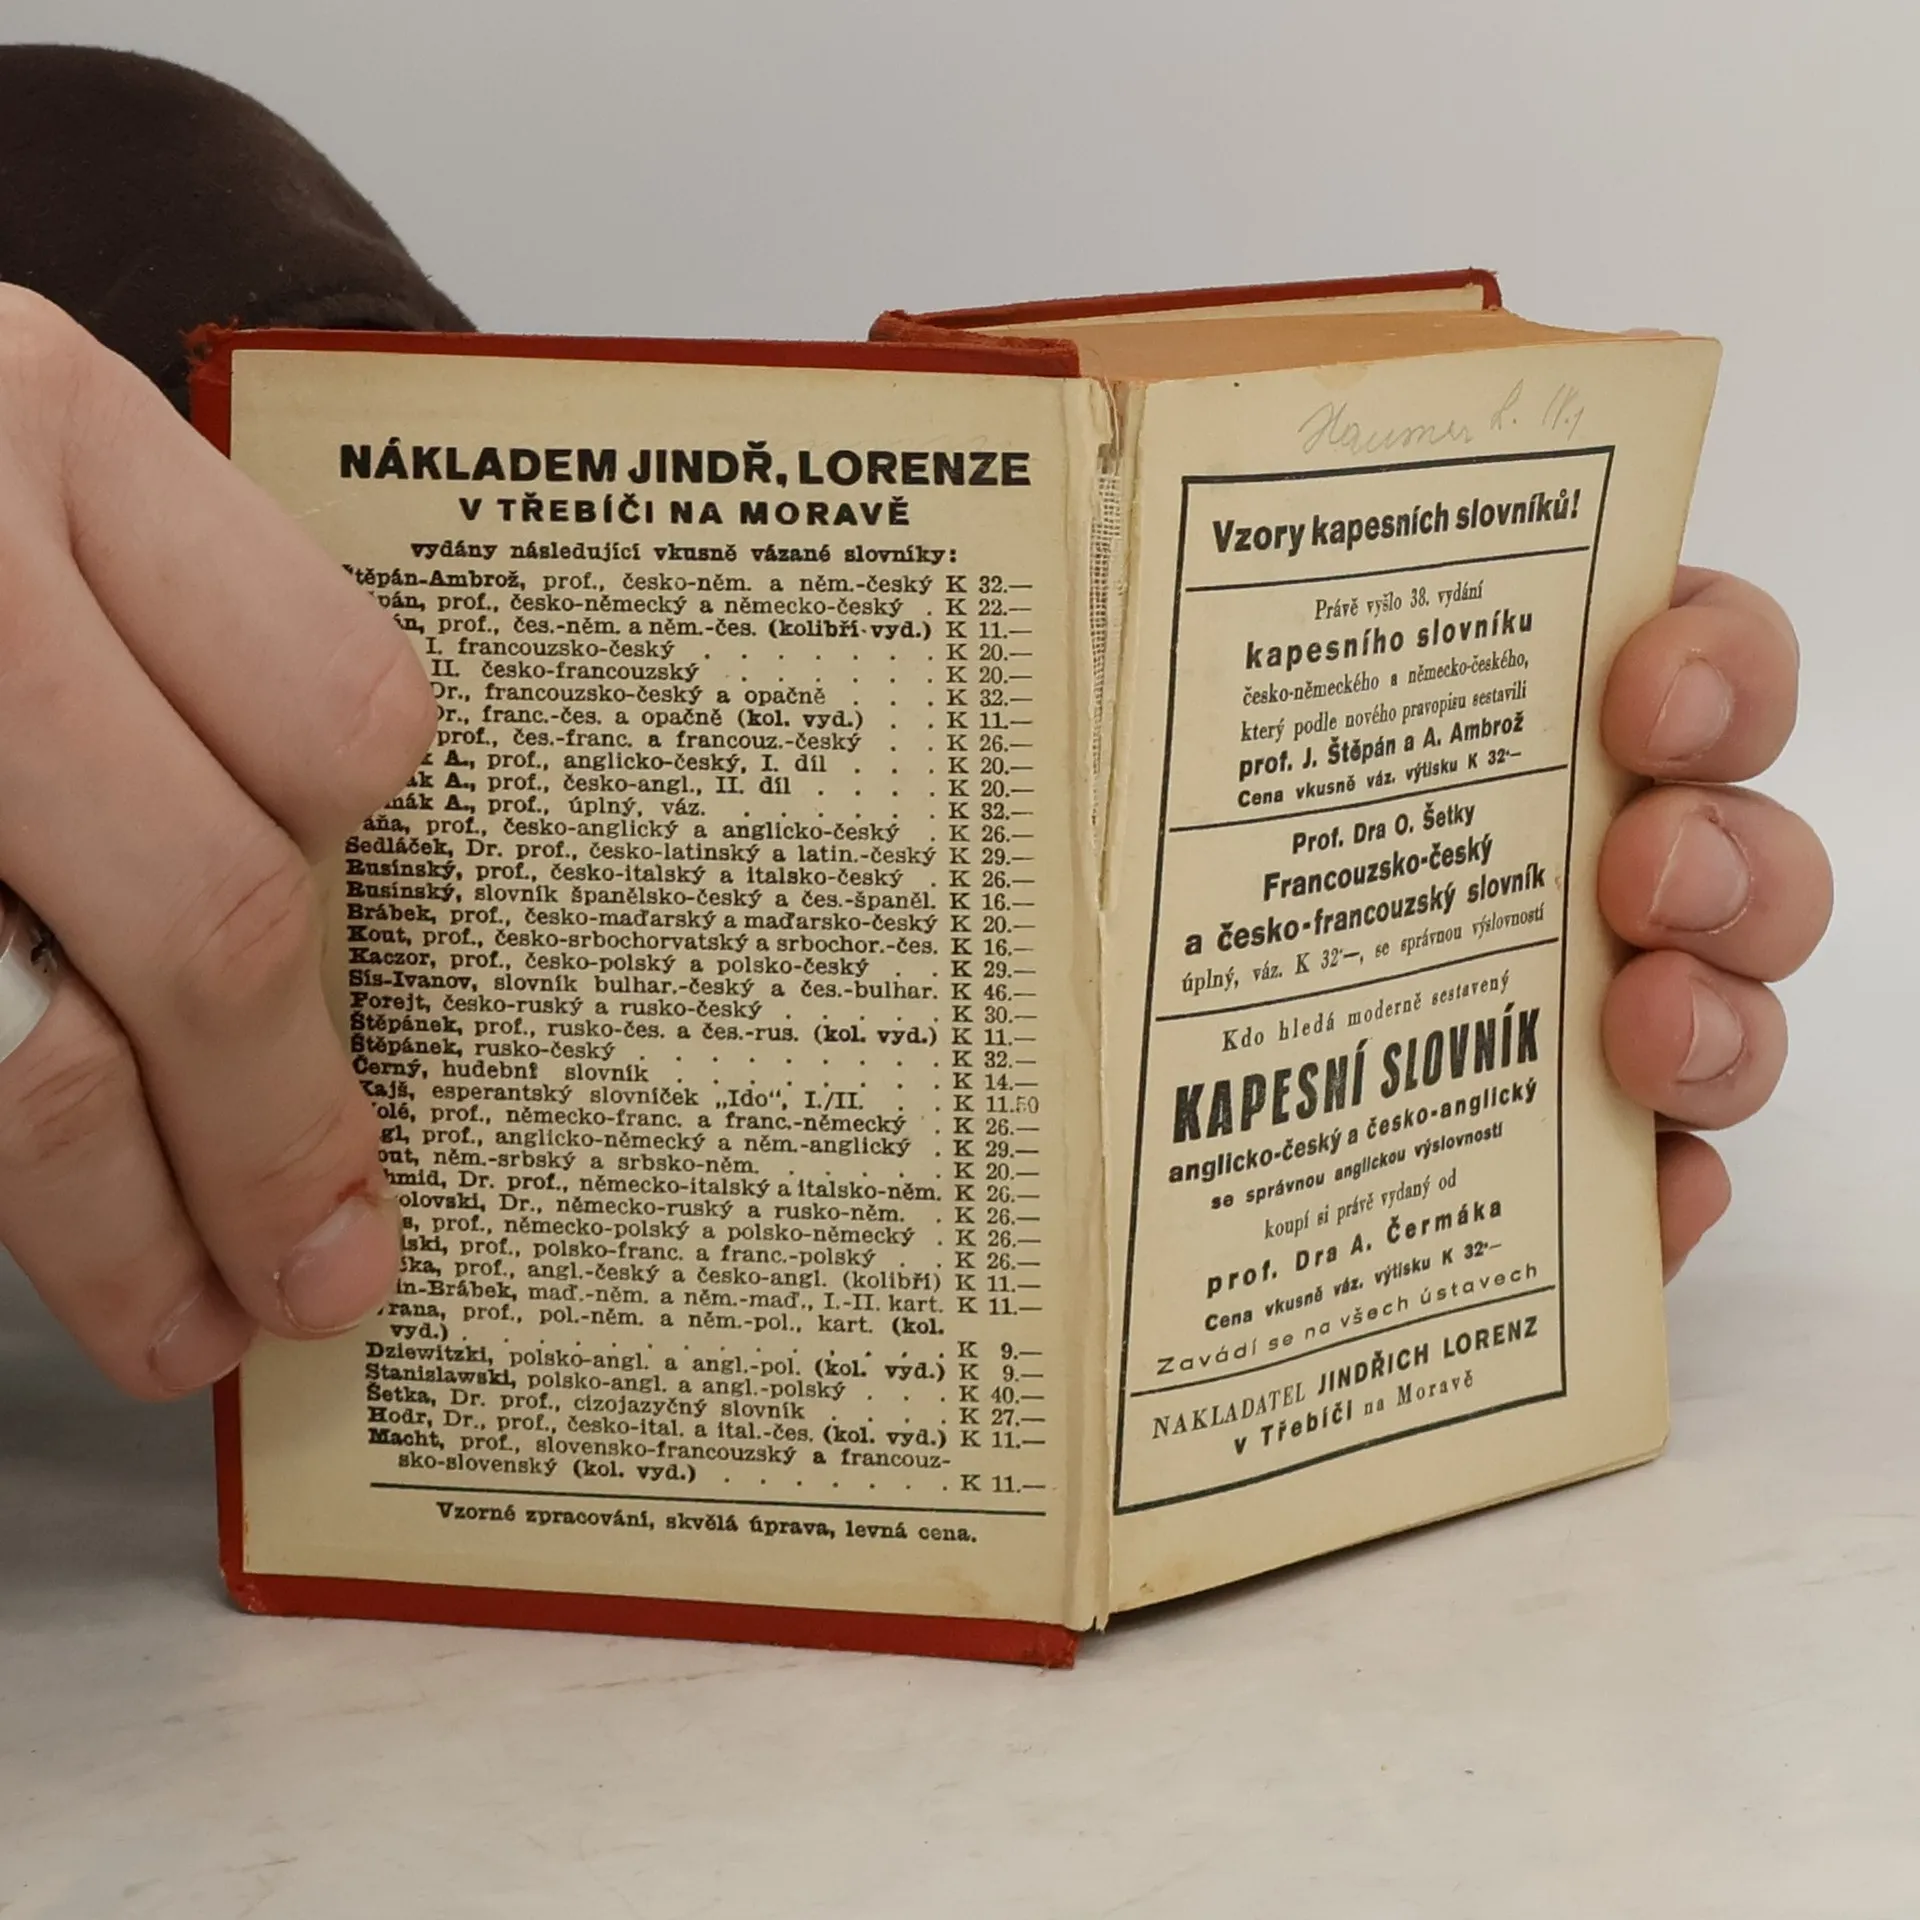 NÁKLADEM JINDŘ. LORENZE
V TŘEBÍČI NA MORAVĚ
vydány následující vkusně vázané slovníky:
Štěpán-Ambrož, prof., česko-něm. a něm.-český K 32.—
prof., česko-německý a německo-český . K 22.—
prof., čes.-něm. a něm.-čes. (kolibří-vyd.) K 11.—
I. francouzsko-český . . . . . . . K 20.—
II. česko-francouzský . . . . . . K 20.—
Dr., francouzsko-český a opačně . . . K 32.—
Dr., franc.-čes. a opačně (kol. vyd.) . . K 11.—
prof., čes.-franc. a francouz.-český . . K 26.—
A., prof., anglicko-český, I. díl . . . K 20.—
A., prof., česko-angl., II. díl . . . . K 20.—
A., prof., úplný, váz. . . . . . . K 32.—
prof., česko-anglický a anglicko-český . K 26.—
Sedláček, Dr. prof., česko-latinský a latin.-český K 29.—
Rusínský, prof., česko-italský a italsko-český . K 26.—
Rusínský, slovník španělsko-český a čes.-španěl. K 16.—
Brábek, prof., česko-maďarský a maďarsko-český K 20.—
Kout, prof., česko-srbochorvatský a srbochor.-čes. K 16.—
Kaczor, prof., česko-polský a polsko-český . . K 29.—
Sís-Ivanov, slovník bulhar.-český a čes.-bulhar. K 46.—
Forejt, česko-ruský a rusko-český . . . . . K 30.—
Štěpánek, prof., rusko-čes. a čes.-rus. (kol. vyd.) K 11.—
Štěpánek, rusko-český . . . . . . . . K 32.—
Černý, hudební slovník . . . . . . . K 14.—
Kajš, esperantský slovníček „Ido“, I./II. . . K 11.50
prof., německo-franc. a franc.-německý . K 26.—
prof., anglicko-německý a něm.-anglický . K 29.—
něm.-srbský a srbsko-něm. . . . . . K 20.—
Dr. prof., německo-italský a italsko-něm. K 26.—
Dr., německo-ruský a rusko-něm. . K 26.—
prof., německo-polský a polsko-německý . K 26.—
prof., polsko-franc. a franc.-polský . . K 26.—
prof., angl.-český a česko-angl. (kolibří) K 11.—
maď.-něm. a něm.-maď., I.-II. kart. K 11.—
prof., pol.-něm. a něm.-pol., kart. (kol.
vyd.) . . . . . . . . . . . . K 9.—
Dziewitzki, polsko-angl. a angl.-pol. (kol. vyd.) K 9.—
Stanislawski, polsko-angl. a angl.-polský . . . K 40.—
Šetka, Dr. prof., cizojazyčný slovník . . . . K 27.—
Hodr, Dr., prof., česko-ital. a ital.-čes. (kol. vyd.) K 11.—
Macht, prof., slovensko-francouzský a francouz-
sko-slovenský (kol. vyd.) . . . . . . . K 11.—
Vzorné zpracování, skvělá úprava, levná cena.
Vzory kapesních slovníků!
Právě vyšlo 38. vydání
kapesního slovníku
česko-německého a německo-českého,
který podle nového pravopisu sestavili
prof. J. Štěpán a A. Ambrož
Cena vkusně váz. výtisku K 32·—
Prof. Dra O. Šetky
Francouzsko-český
a česko-francouzský slovník
úplný, váz. K 32·—, se správnou výslovností
Kdo hledá moderně sestavený
KAPESNÍ SLOVNÍK
anglicko-český a česko-anglický
se správnou anglickou výslovností
koupí si právě vydaný od
prof. Dra A. Čermáka
Cena vkusně váz. výtisku K 32·—
Zavádí se na všech ústavech
NAKLADATEL JINDŘICH LORENZ
v Třebíči na Moravě